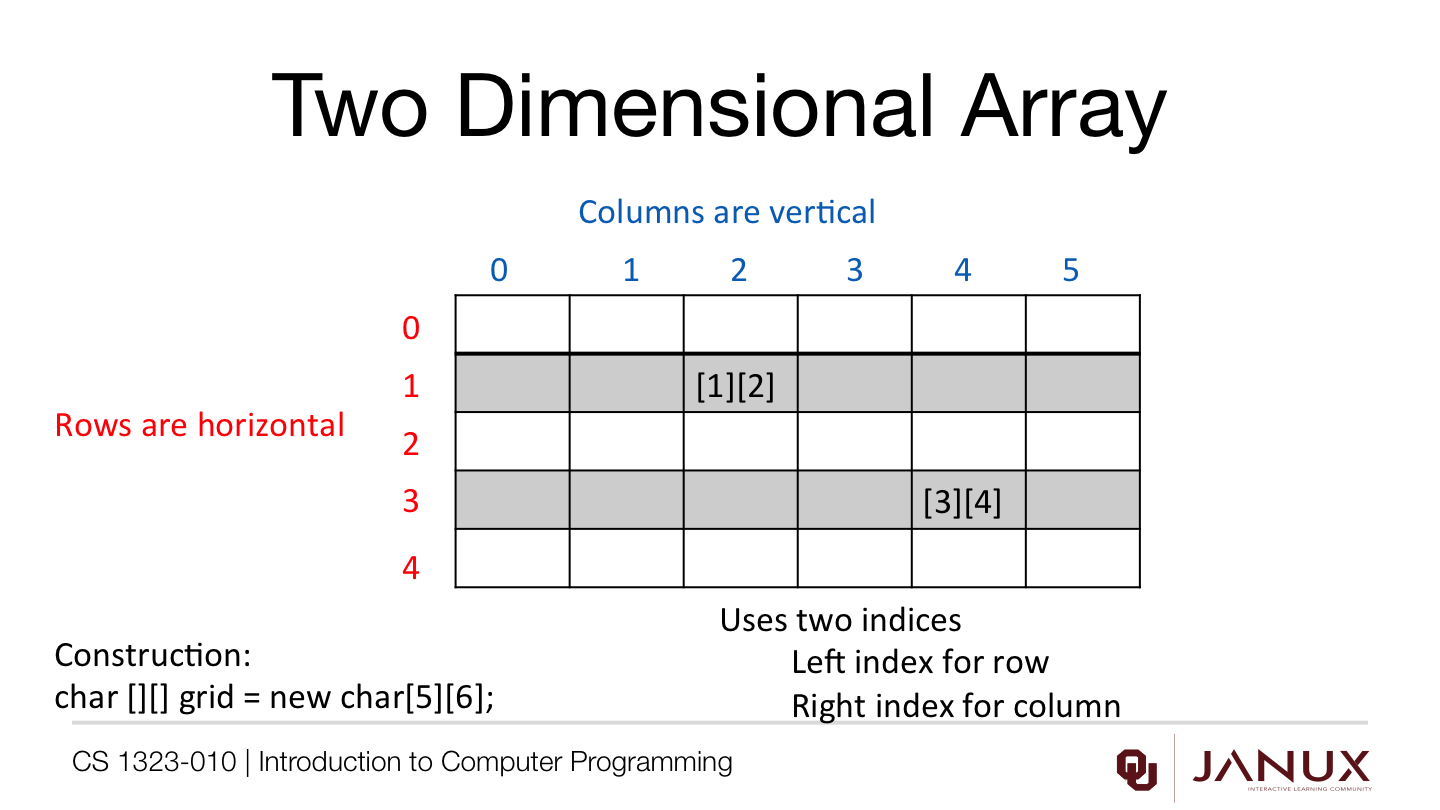 Two Dimensional Array
Columns are vertical
0 1 2 3 4 5
0
1 [1][2]
Rows are horizontal
2
3 [3][4]
4
Uses two indices
Left index for row
Right index for column
Construction:
char [][] grid = new char[5][6];
CS 1323-010 | Introduction to Computer Programming
OU JANUX
INTERACTIVE LEARNING COMMUNITY